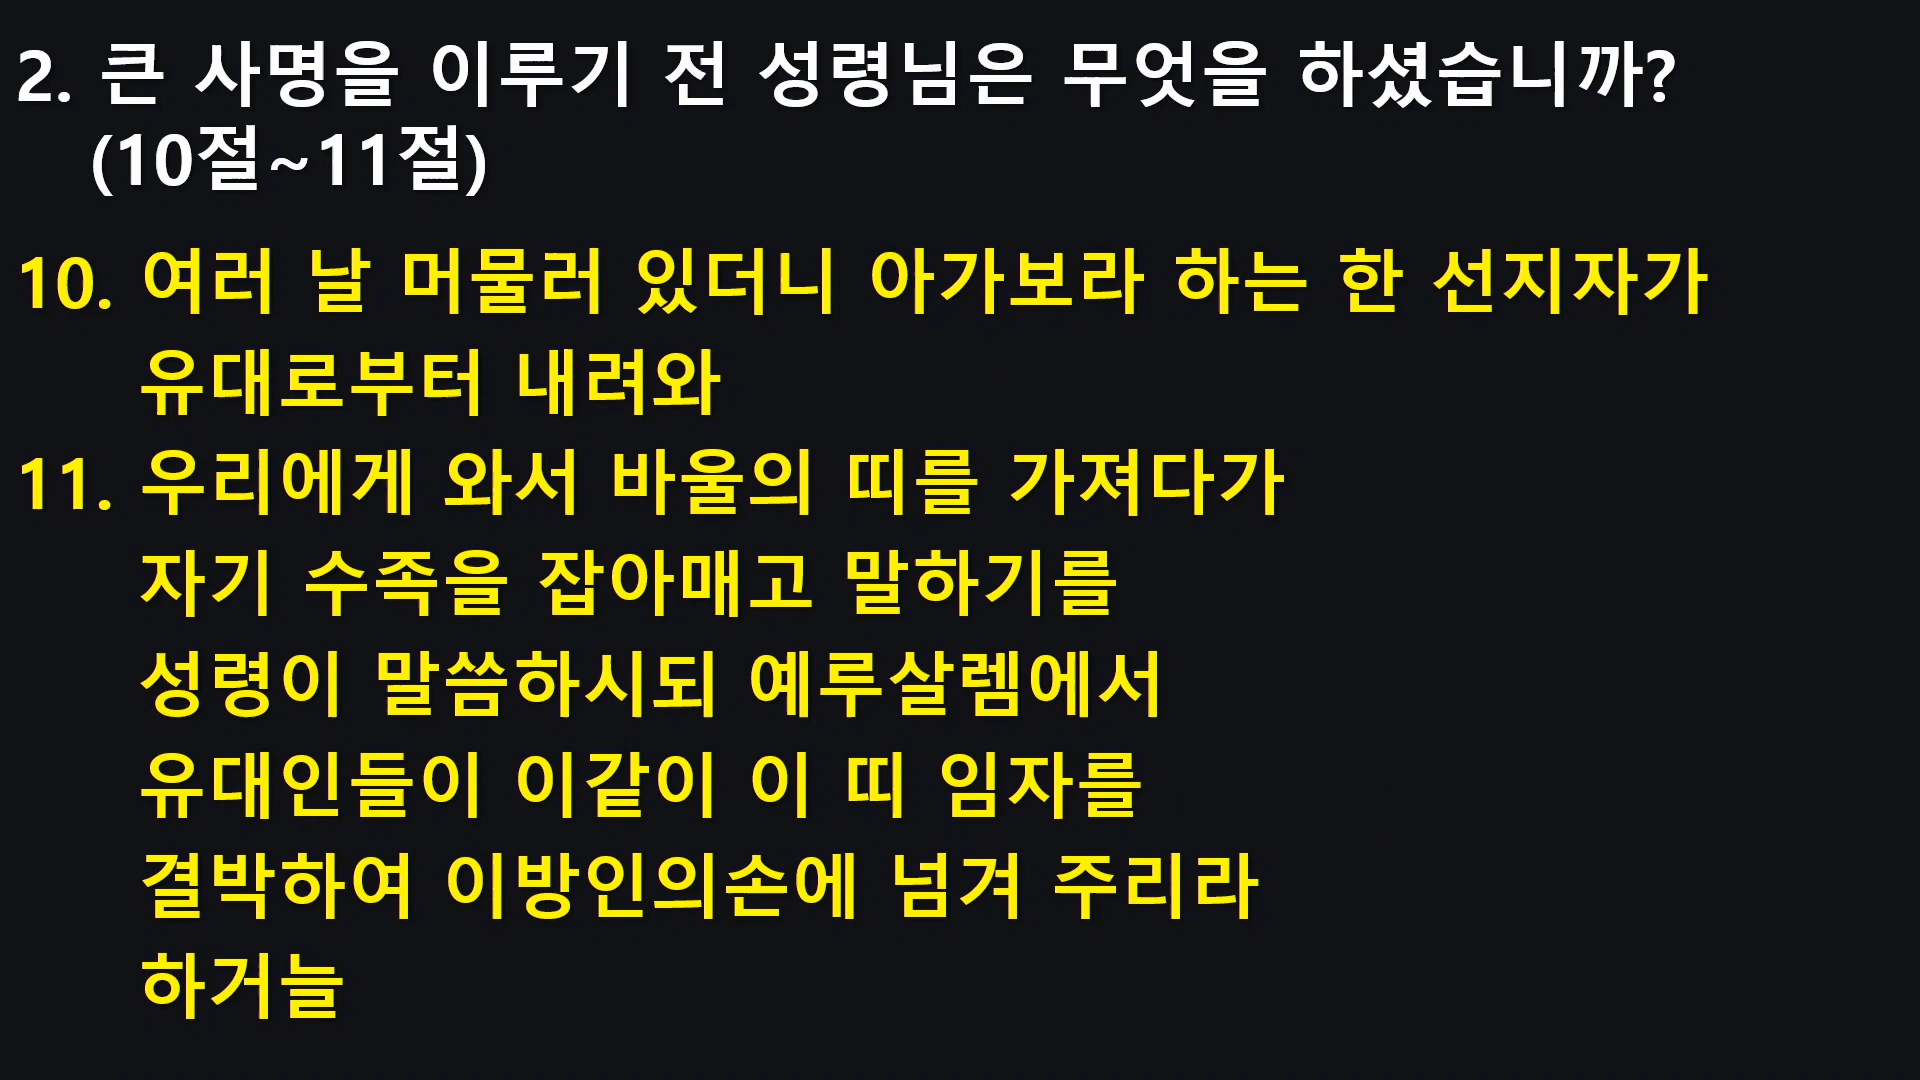 2. 큰 사명을 이루기 전 성령님은 무엇을 하셨습니까?
(10절~11절)
10. 여러 날 머물러 있더니 아가보라 하는 한 선지자가
유대로부터 내려와
11. 우리에게 와서 바울의 띠를 가져다가
자기 수족을 잡아매고 말하기를
성령이 말씀하시되 예루살렘에서
유대인들이 이같이 이 띠 임자를
결박하여 이방인의손에 넘겨 주리라
하거늘